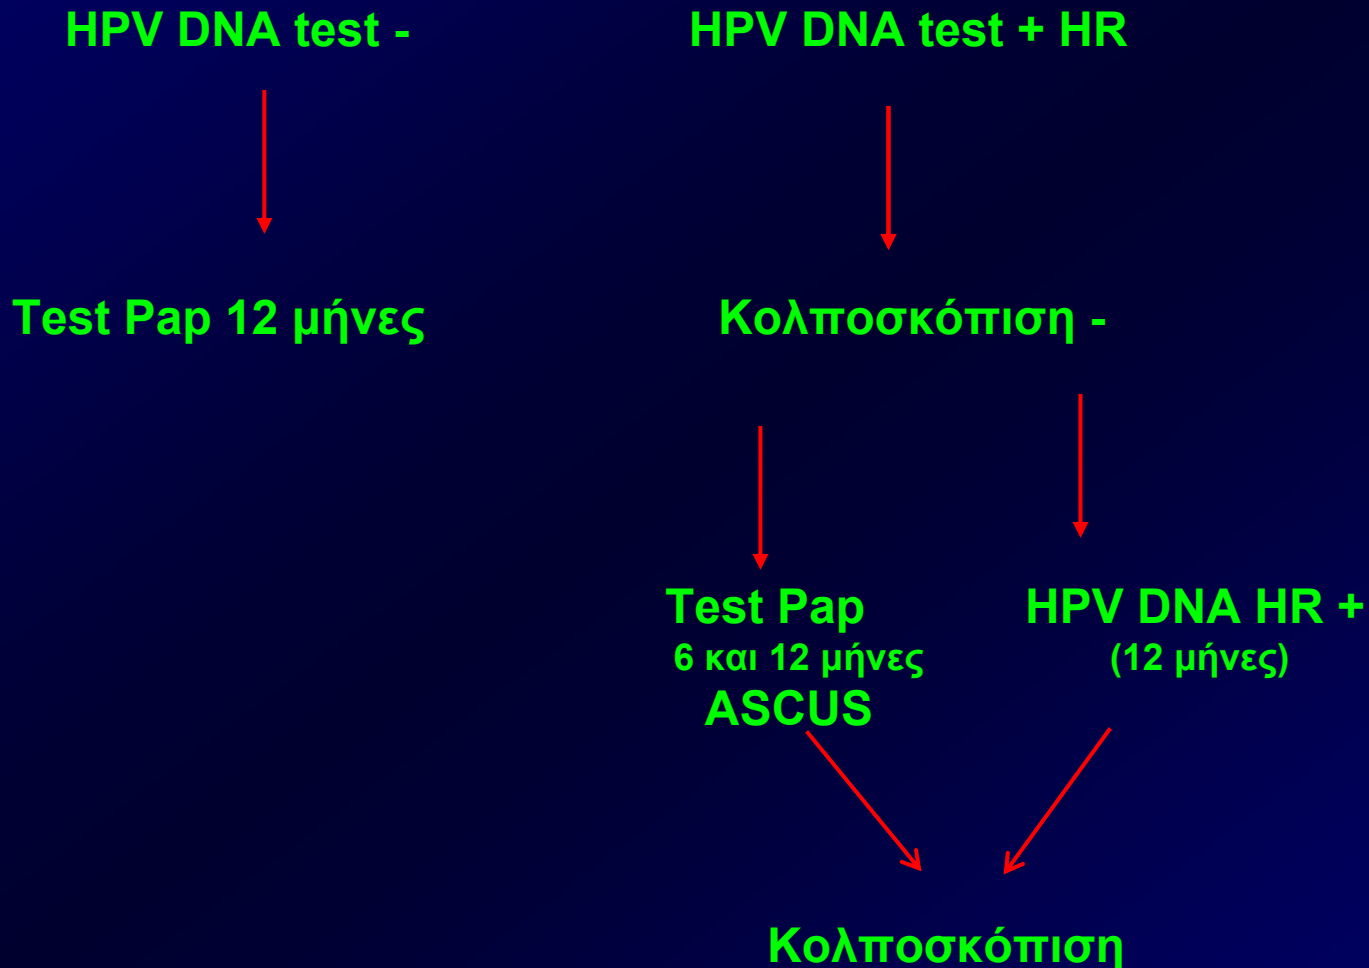 HPV DNA test -
HPV DNA test + HR
Test Pap 12 μήνες
Κολποσκόπιση -
Test Pap
6 και 12 μήνες
ASCUS
HPV DNA HR +
(12 μήνες)
Κολποσκόπιση